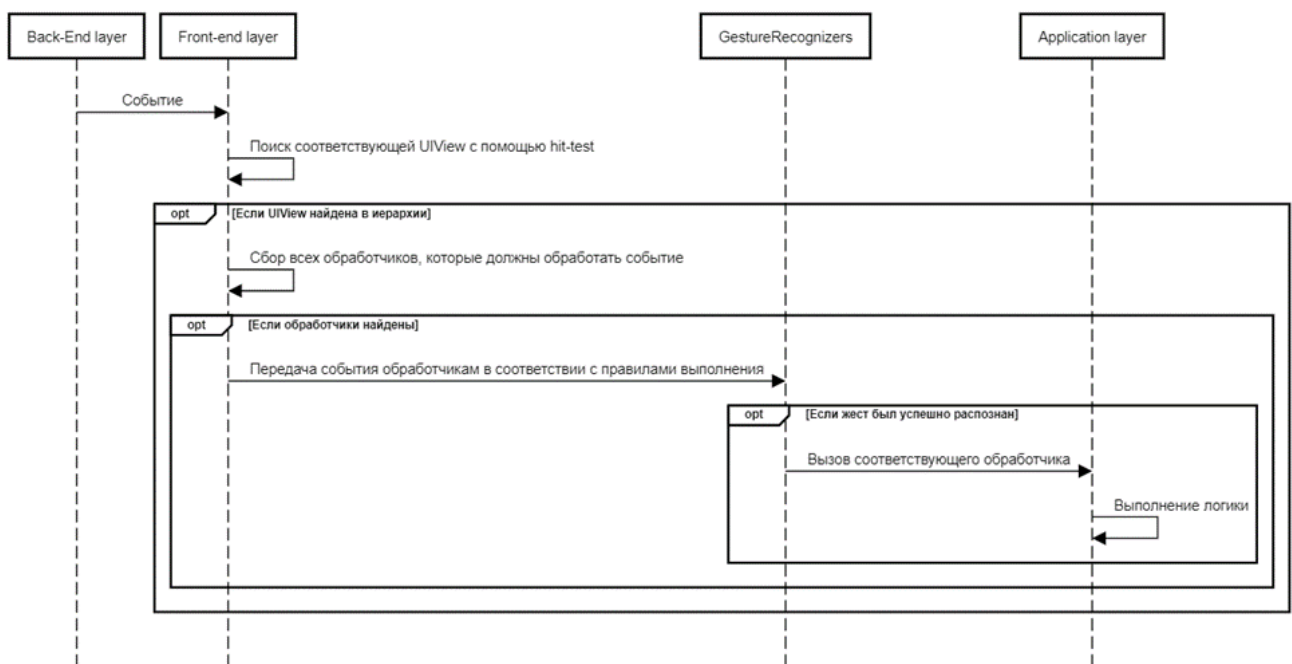 Back-End layer
Front-end layer
GestureRecognizers
Application layer
Событие
Поиск соответствующей UIView с помощью hit-test
opt
[Если UIView найдена в иерархии]
Сбор всех обработчиков, которые должны обработать событие
opt
[Если обработчики найдены]
Передача события обработчикам в соответствии с правилами выполнения
opt
[Если жест был успешно распознан]
Вызов соответствующего обработчика
Выполнение логики